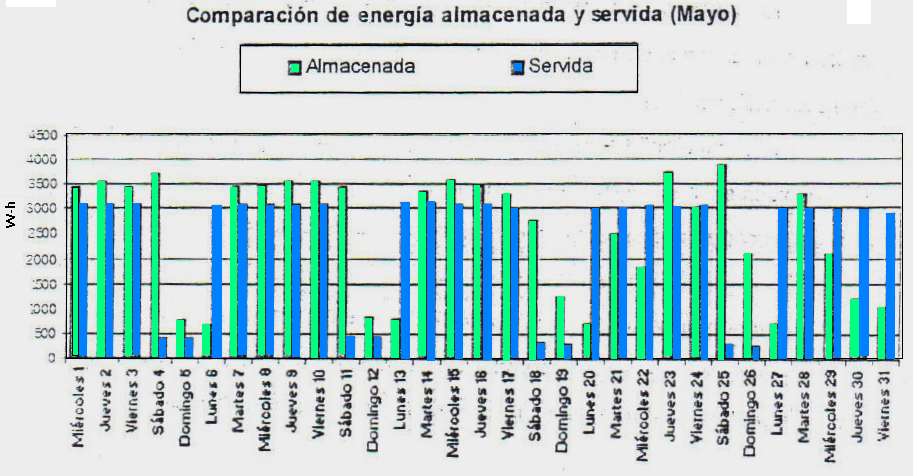 Comparación de energía almacenada y servida (Mayo)
Almacenada Servida
W-h
4500
4000
3500
3000
2500
2000
1500
1000
500
0
Miércoles 1
Jueves 2
Viernes 3
Sábado 4
Domingo 5
Lunes 6
Martes 7
Miércoles 8
Jueves 9
Viernes 10
Sábado 11
Domingo 12
Lunes 13
Martes 14
Miércoles 15
Jueves 16
Viernes 17
Sábado 18
Domingo 19
Lunes 20
Martes 21
Miércoles 22
Jueves 23
Viernes 24
Sábado 25
Domingo 26
Lunes 27
Martes 28
Miércoles 29
Jueves 30
Viernes 31